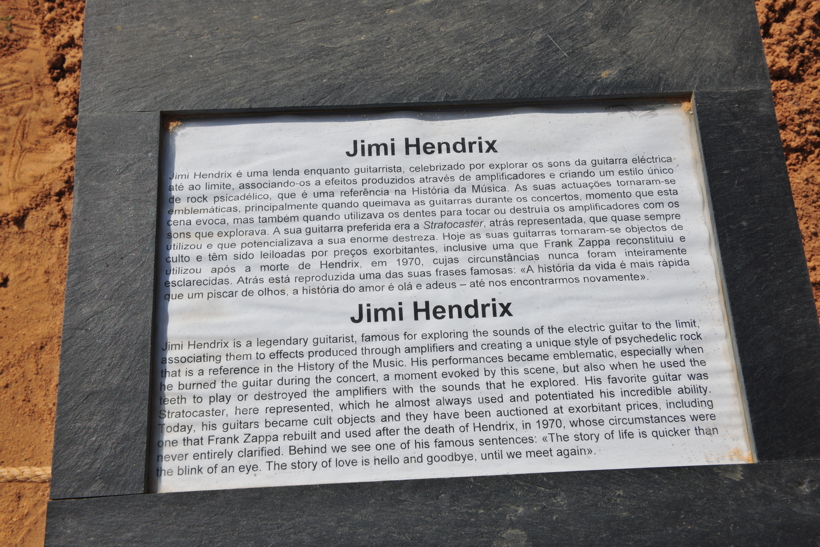 Jimi Hendrix
Jimi Hendrix é uma lenda enquanto guitarrista, celebrizado por explorar os sons da guitarra eléctrica
até ao limite, associando-os a efeitos produzidos através de amplificadores e criando um estilo único
de rock psicadélico, que é uma referência na História da Música. As suas actuações tornaram-se
emblemáticas, principalmente quando queimava as guitarras durante os concertos, momento que esta
cena evoca, mas também quando utilizava os dentes para tocar ou destruia os amplificadores com os
sons que explorava. A sua guitarra preferida era a Stratocaster, atrás representada, que quase sempre
utilizou e que potencializava a sua enorme destreza. Hoje as suas guitarras tornaram-se objectos de
culto e têm sido leiloadas por preços exorbitantes, inclusive uma que Frank Zappa reconstituiu e
utilizou após a morte de Hendrix, em 1970, cujas circunstâncias nunca foram inteiramente
esclarecidas. Atrás está reproduzida uma das suas frases famosas: «A história da vida é mais rápida
que um piscar de olhos, a história do amor é olá e adeus – até nos encontrarmos novamente».
Jimi Hendrix
Jimi Hendrix is a legendary guitarist, famous for exploring the sounds of the electric guitar to the limit,
associating them to effects produced through amplifiers and creating a unique style of psychedelic rock
that is a reference in the History of the Music. His performances became emblematic, especially when
he burned the guitar during the concert, a moment evoked by this scene, but also when he used the
teeth to play or destroyed the amplifiers with the sounds that he explored. His favorite guitar was
Stratocaster, here represented, which he almost always used and potentiated his incredible ability.
Today, his guitars became cult objects and they have been auctioned at exorbitant prices, including
one that Frank Zappa rebuilt and used after the death of Hendrix, in 1970, whose circumstances were
never entirely clarified. Behind we see one of his famous sentences: «The story of life is quicker than
the blink of an eye. The story of love is hello and goodbye, until we meet again».